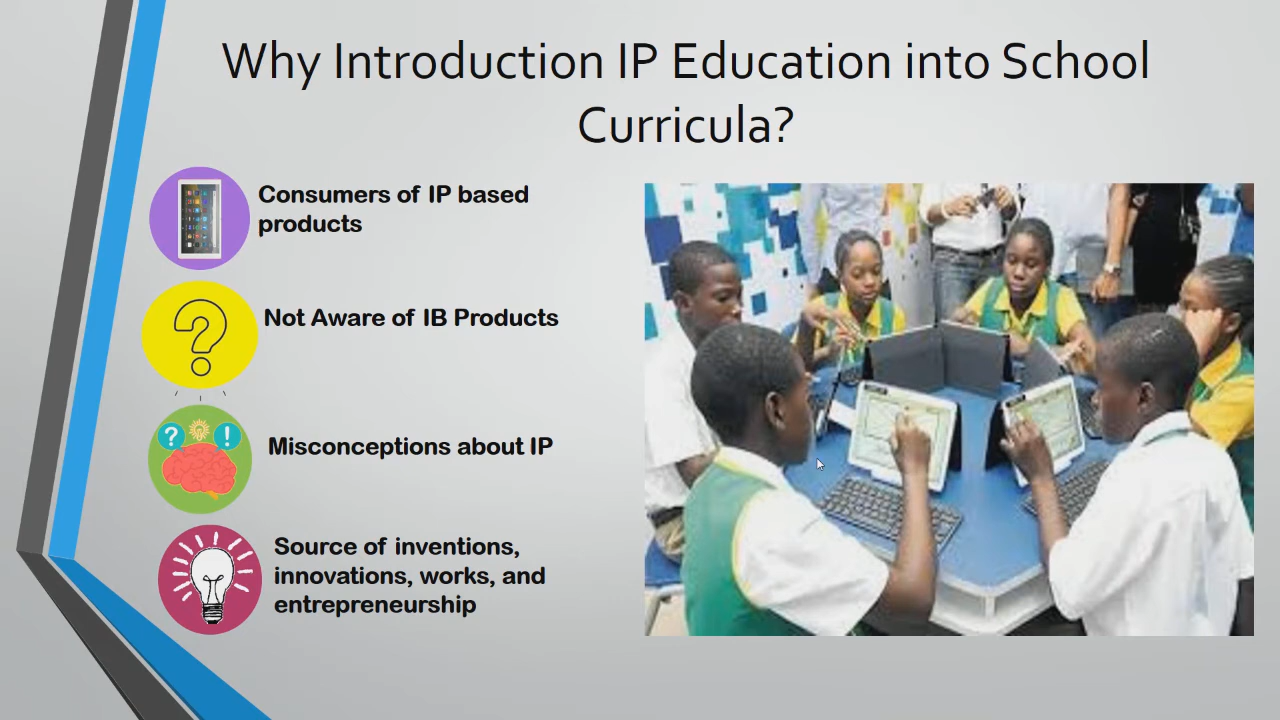 Why Introduction IP Education into School
Curricula?
Consumers of IP based
products
Not Aware of IB Products
Misconceptions about IP
Source of inventions,
innovations, works, and
entrepreneurship